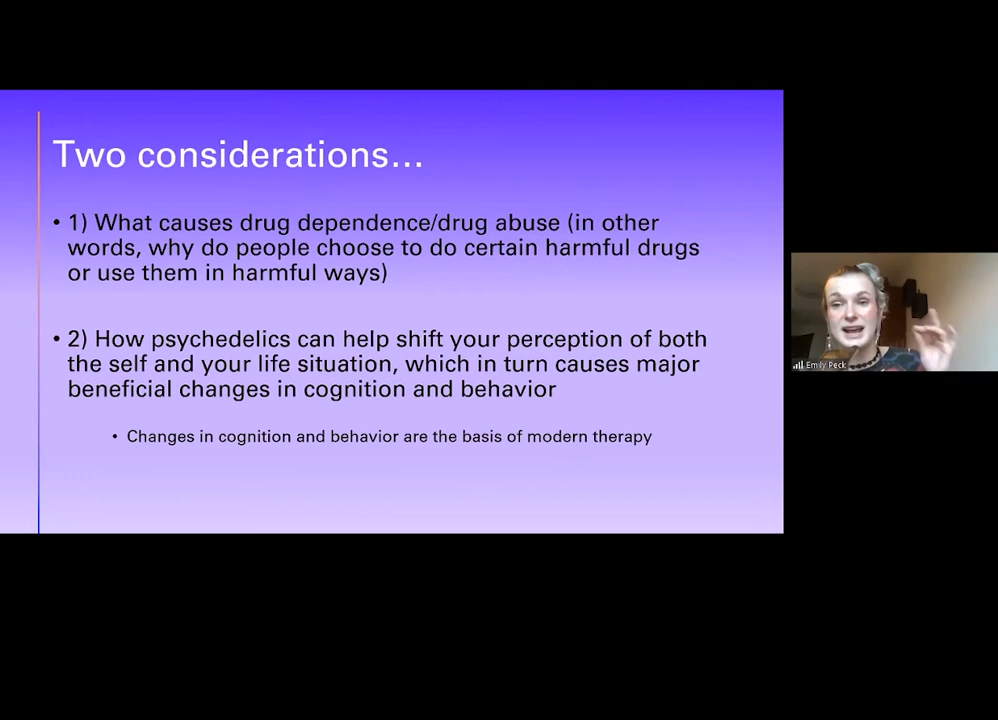 Two considerations...
• 1) What causes drug dependence/drug abuse (in other
words, why do people choose to do certain harmful drugs
or use them in harmful ways)
• 2) How psychedelics can help shift your perception of both
the self and your life situation, which in turn causes major
beneficial changes in cognition and behavior
• Changes in cognition and behavior are the basis of modern therapy
Emily Peck